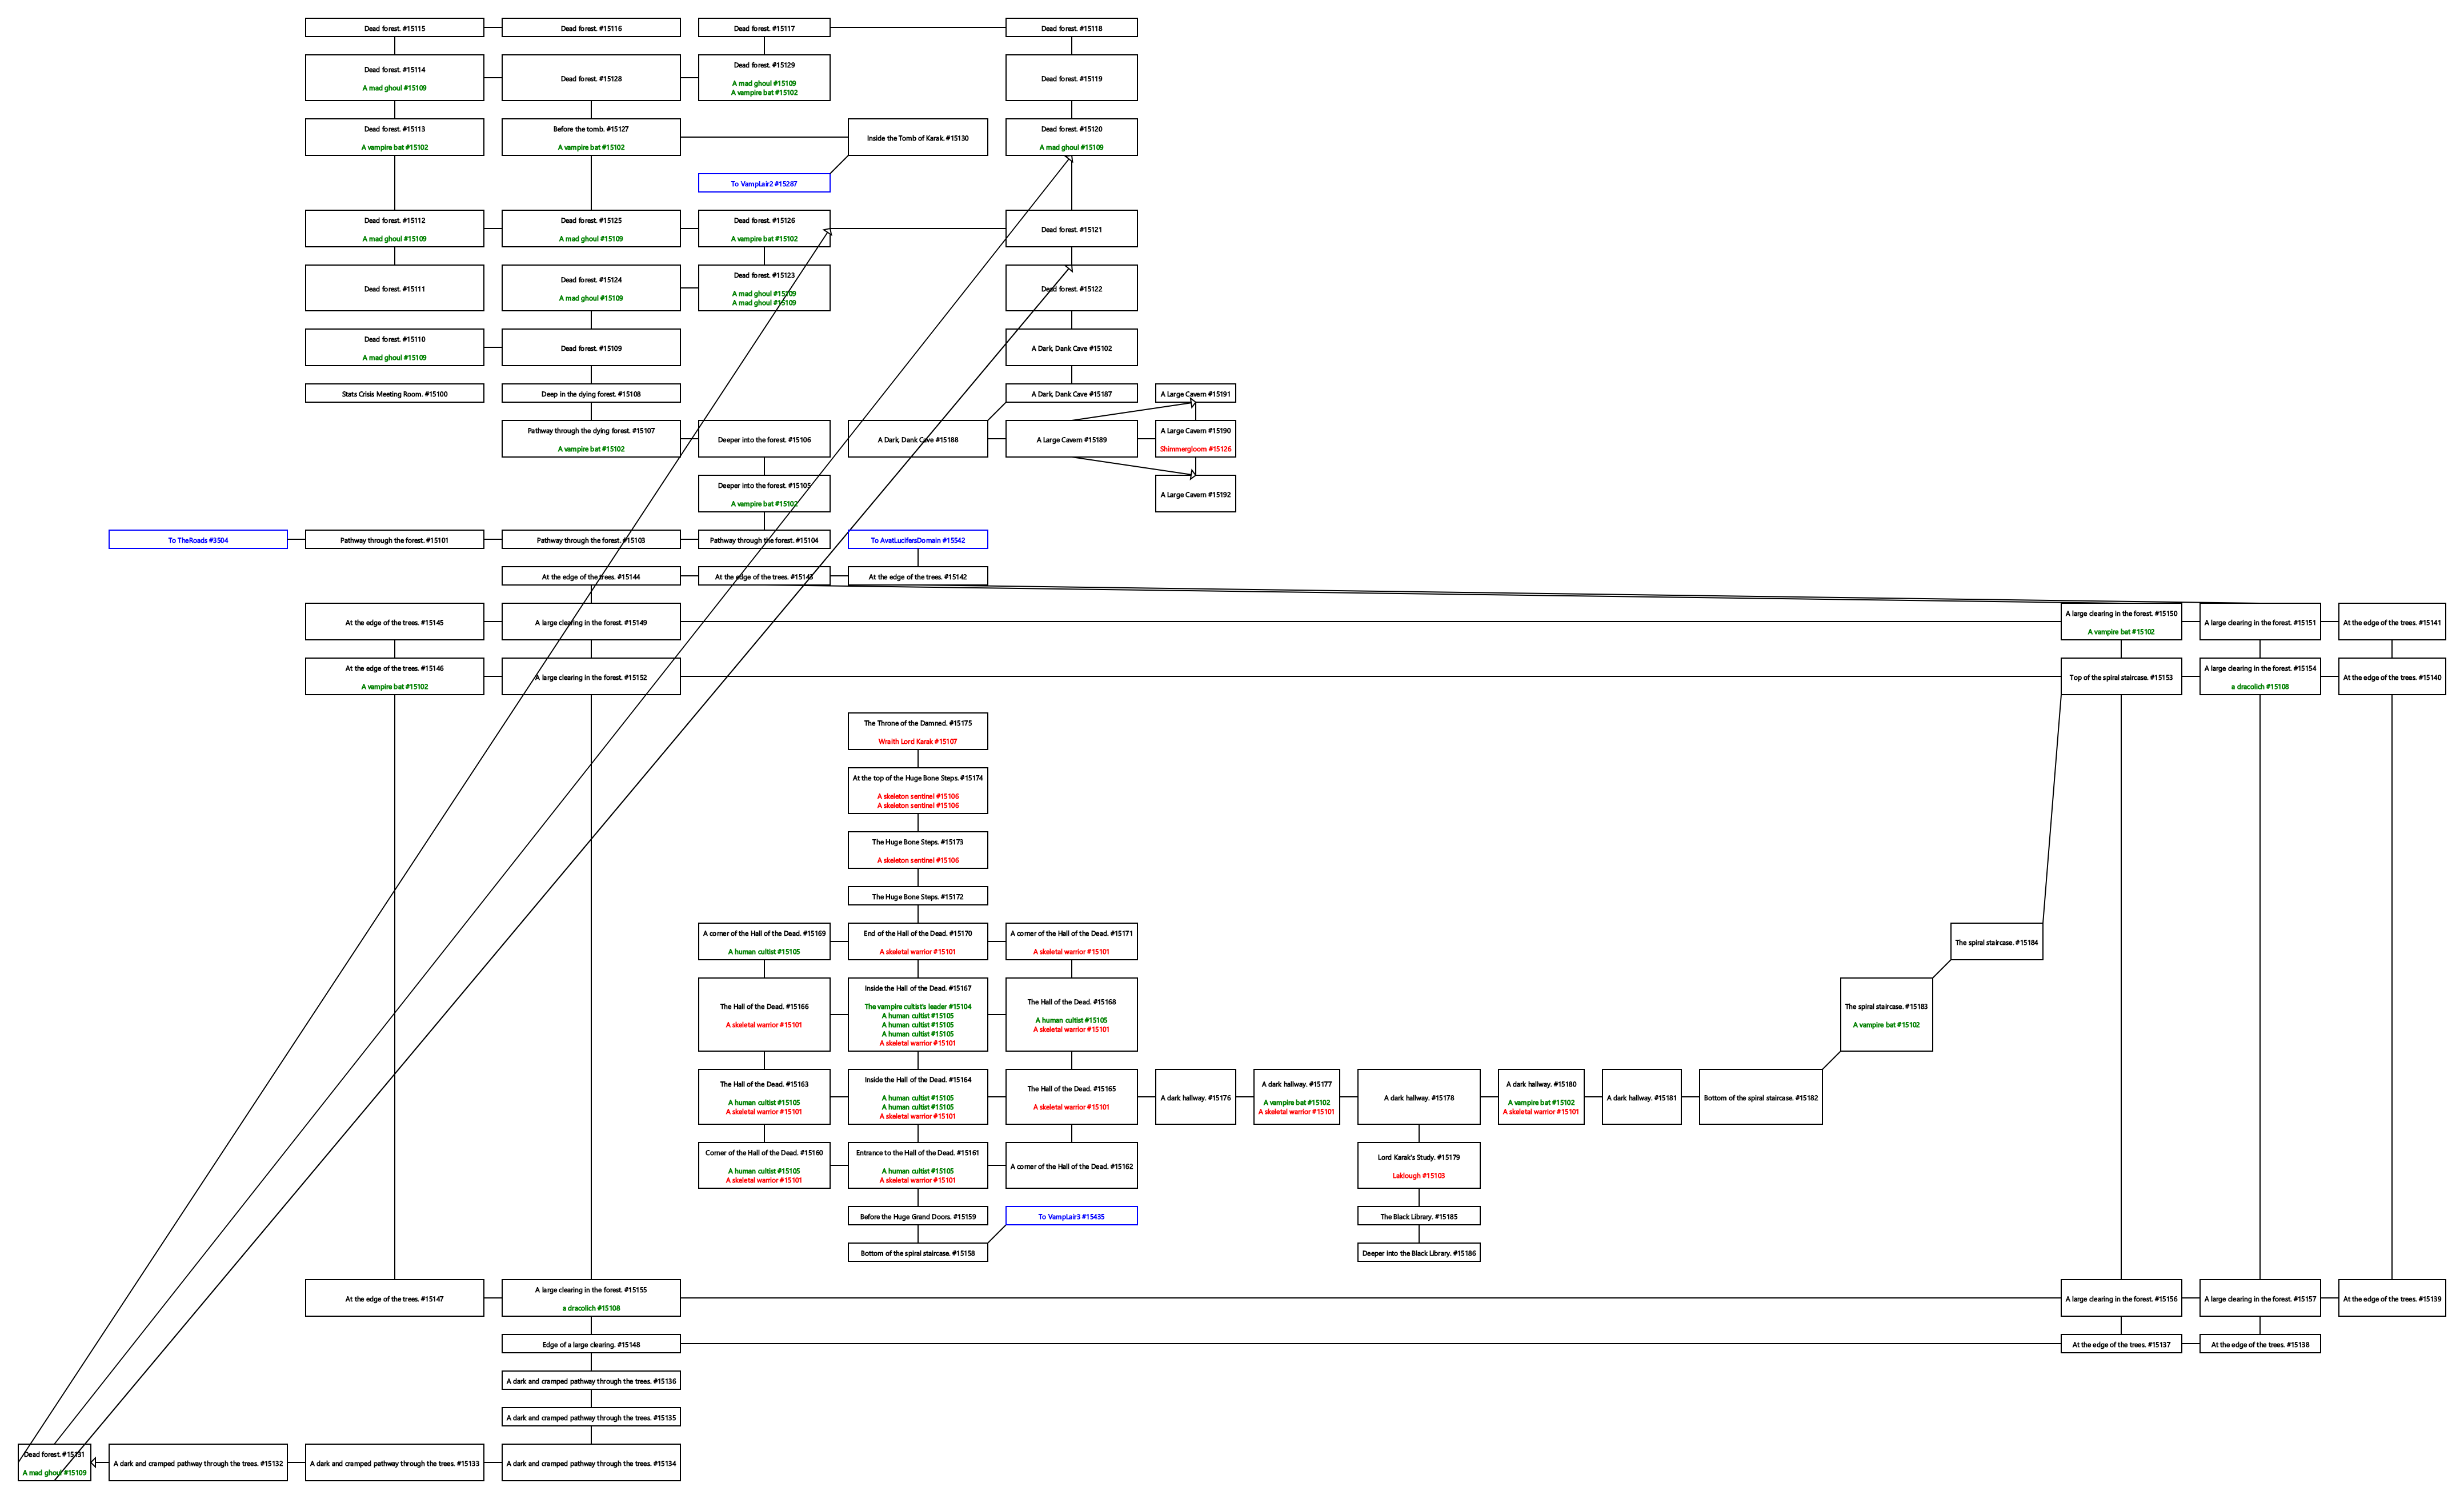 Dead forest. #15115
Dead forest. #15116
Dead forest. #15117
Dead forest. #15118
Dead forest. #15114
A mad ghoul #15109
Dead forest. #15128
Dead forest. #15129
A mad ghoul #15109
A vampire bat #15102
Dead forest. #15119
Dead forest. #15113
A vampire bat #15102
Before the tomb. #15127
A vampire bat #15102
Inside the Tomb of Karak. #15130
Dead forest. #15120
A mad ghoul #15109
To VampLair2 #15287
Dead forest. #15112
A mad ghoul #15109
Dead forest. #15125
A mad ghoul #15109
Dead forest. #15126
A vampire bat #15102
Dead forest. #15121
Dead forest. #15111
Dead forest. #15124
A mad ghoul #15109
Dead forest. #15123
A mad ghoul #15109
A mad ghoul #15109
Dead forest. #15122
Dead forest. #15110
A mad ghoul #15109
Dead forest. #15109
A Dark, Dank Cave #15102
Stats Crisis Meeting Room. #15100
Deep in the dying forest. #15108
A Dark, Dank Cave #15187
A Large Cavern #15191
Pathway through the dying forest. #15107
A vampire bat #15102
Deeper into the forest. #15106
A Dark, Dank Cave #15188
A Large Cavern #15189
A Large Cavern #15190
Shimmergloom #15126
Deeper into the forest. #15105
A vampire bat #15102
A Large Cavern #15192
To TheRoads #3504
Pathway through the forest. #15101
Pathway through the forest. #15103
Pathway through the forest. #15104
To AvatLucifersDomain #15542
At the edge of the trees. #15144
At the edge of the trees. #15143
At the edge of the trees. #15142
At the edge of the trees. #15145
A large clearing in the forest. #15149
A large clearing in the forest. #15150
A vampire bat #15102
A large clearing in the forest. #15151
At the edge of the trees. #15141
At the edge of the trees. #15146
A vampire bat #15102
A large clearing in the forest. #15152
Top of the spiral staircase. #15153
A large clearing in the forest. #15154
a dracolich #15108
At the edge of the trees. #15140
The Throne of the Damned. #15175
Wraith Lord Karak #15107
At the top of the Huge Bone Steps. #15174
A skeleton sentinel #15106
A skeleton sentinel #15106
The Huge Bone Steps. #15173
A skeleton sentinel #15106
The Huge Bone Steps. #15172
A corner of the Hall of the Dead. #15169
A human cultist #15105
End of the Hall of the Dead. #15170
A skeletal warrior #15101
A corner of the Hall of the Dead. #15171
A skeletal warrior #15101
The spiral staircase. #15184
The Hall of the Dead. #15166
A skeletal warrior #15101
Inside the Hall of the Dead. #15167
The vampire cultist's leader #15104
A human cultist #15105
A human cultist #15105
A human cultist #15105
A skeletal warrior #15101
The Hall of the Dead. #15168
A human cultist #15105
A skeletal warrior #15101
The spiral staircase. #15183
A vampire bat #15102
The Hall of the Dead. #15163
A human cultist #15105
A skeletal warrior #15101
Inside the Hall of the Dead. #15164
A human cultist #15105
A human cultist #15105
A skeletal warrior #15101
The Hall of the Dead. #15165
A skeletal warrior #15101
A dark hallway. #15176
A dark hallway. #15177
A vampire bat #15102
A skeletal warrior #15101
A dark hallway. #15178
A dark hallway. #15180
A vampire bat #15102
A skeletal warrior #15101
A dark hallway. #15181
Bottom of the spiral staircase. #15182
Corner of the Hall of the Dead. #15160
A human cultist #15105
A skeletal warrior #15101
Entrance to the Hall of the Dead. #15161
A human cultist #15105
A skeletal warrior #15101
A corner of the Hall of the Dead. #15162
Lord Karak's Study. #15179
Laklough #15103
Before the Huge Grand Doors. #15159
To VampLair3 #15435
The Black Library. #15185
Bottom of the spiral staircase. #15158
Deeper into the Black Library. #15186
At the edge of the trees. #15147
A large clearing in the forest. #15155
a dracolich #15108
A large clearing in the forest. #15156
A large clearing in the forest. #15157
At the edge of the trees. #15139
Edge of a large clearing. #15148
At the edge of the trees. #15137
At the edge of the trees. #15138
A dark and cramped pathway through the trees. #15136
A dark and cramped pathway through the trees. #15135
Dead forest. #15131
A mad ghoul #15109
A dark and cramped pathway through the trees. #15132
A dark and cramped pathway through the trees. #15133
A dark and cramped pathway through the trees. #15134